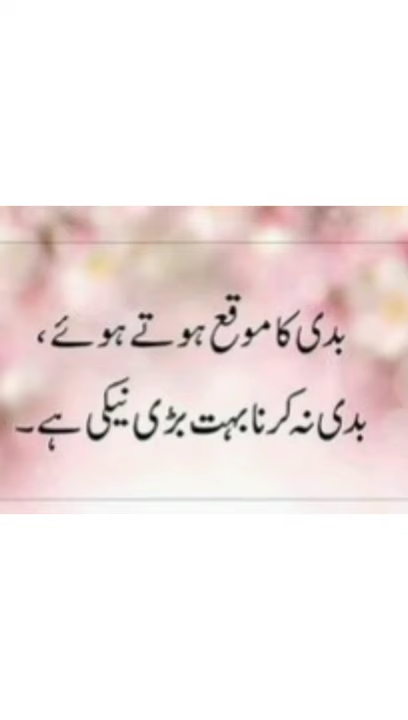 بدی کا موقع ہوتے ہوئے،
بدی نہ کرنا بہت بڑی نیکی ہے۔